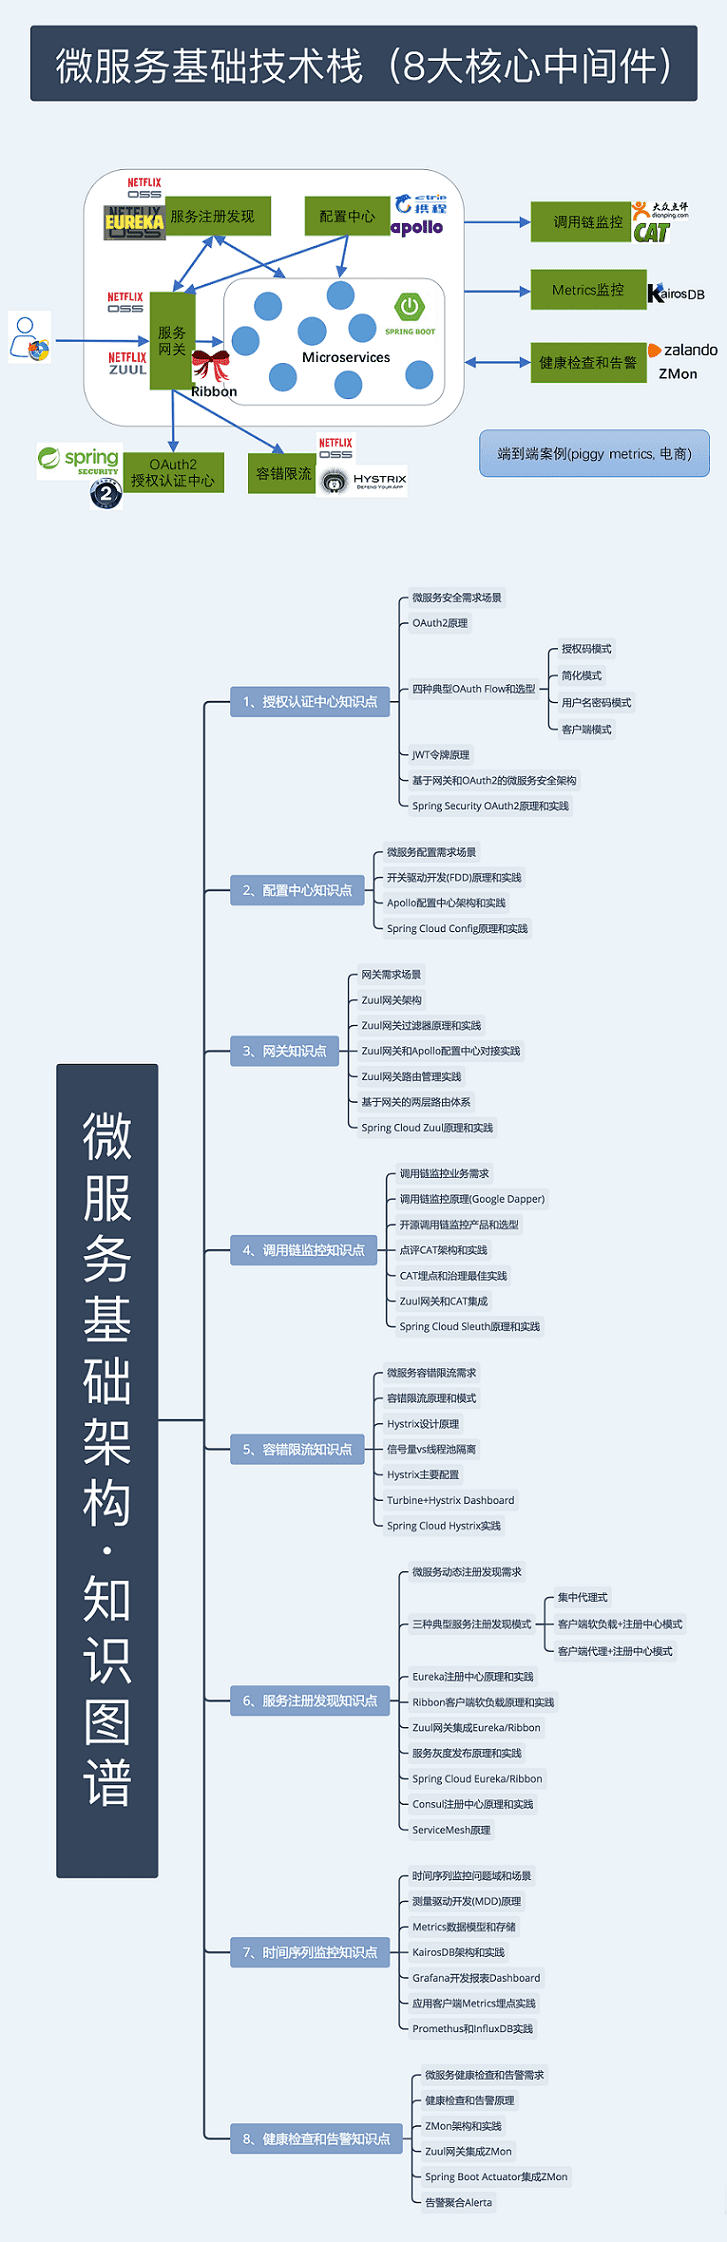 微服务基础技术栈（8大核心中间件）
NETFLIX
OSS
NETFLIX
EUREKA
OSS
服务注册发现
配置中心
ctrip
携程
apollo
调用链监控
大众点评
dianping.com
CAT
NETFLIX
OSS
服务
网关
NETFLIX
ZUUL
Ribbon
SPRING BOOT
Microservices
Metrics监控
KairosDB
健康检查和告警
zalando
ZMon
spring
SECURITY
2
OAuth2
授权认证中心
容错限流
NETFLIX
OSS
HYSTRIX
DEFEND YOUR APP
端到端案例(piggy metrics, 电商)
微服务基础架构·知识图谱
1、授权认证中心知识点
微服务安全需求场景
OAuth2原理
四种典型OAuth Flow和选型
授权码模式
简化模式
用户名密码模式
客户端模式
JWT令牌原理
基于网关和OAuth2的微服务安全架构
Spring Security OAuth2原理和实践
2、配置中心知识点
微服务配置需求场景
开关驱动开发(FDD)原理和实践
Apollo配置中心架构和实践
Spring Cloud Config原理和实践
3、网关知识点
网关需求场景
Zuul网关架构
Zuul网关过滤器原理和实践
Zuul网关和Apollo配置中心对接实践
Zuul网关路由管理实践
基于网关的两层路由体系
Spring Cloud Zuul原理和实践
4、调用链监控知识点
调用链监控业务需求
调用链监控原理(Google Dapper)
开源调用链监控产品和选型
点评CAT架构和实践
CAT埋点和治理最佳实践
Zuul网关和CAT集成
Spring Cloud Sleuth原理和实践
5、容错限流知识点
微服务容错限流需求
容错限流原理和模式
Hystrix设计原理
信号量vs线程池隔离
Hystrix主要配置
Turbine+Hystrix Dashboard
Spring Cloud Hystrix实践
6、服务注册发现知识点
微服务动态注册发现需求
三种典型服务注册发现模式
集中代理式
客户端软负载+注册中心模式
客户端代理+注册中心模式
Eureka注册中心原理和实践
Ribbon客户端软负载原理和实践
Zuul网关集成Eureka/Ribbon
服务灰度发布原理和实践
Spring Cloud Eureka/Ribbon
Consul注册中心原理和实践
ServiceMesh原理
7、时间序列监控知识点
时间序列监控问题域和场景
测量驱动开发(MDD)原理
Metrics数据模型和存储
KairosDB架构和实践
Grafana开发报表Dashboard
应用客户端Metrics埋点实践
Promethus和InfluxDB实践
8、健康检查和告警知识点
微服务健康检查和告警需求
健康检查和告警原理
ZMon架构和实践
Zuul网关集成ZMon
Spring Boot Actuator集成ZMon
告警聚合Alerta